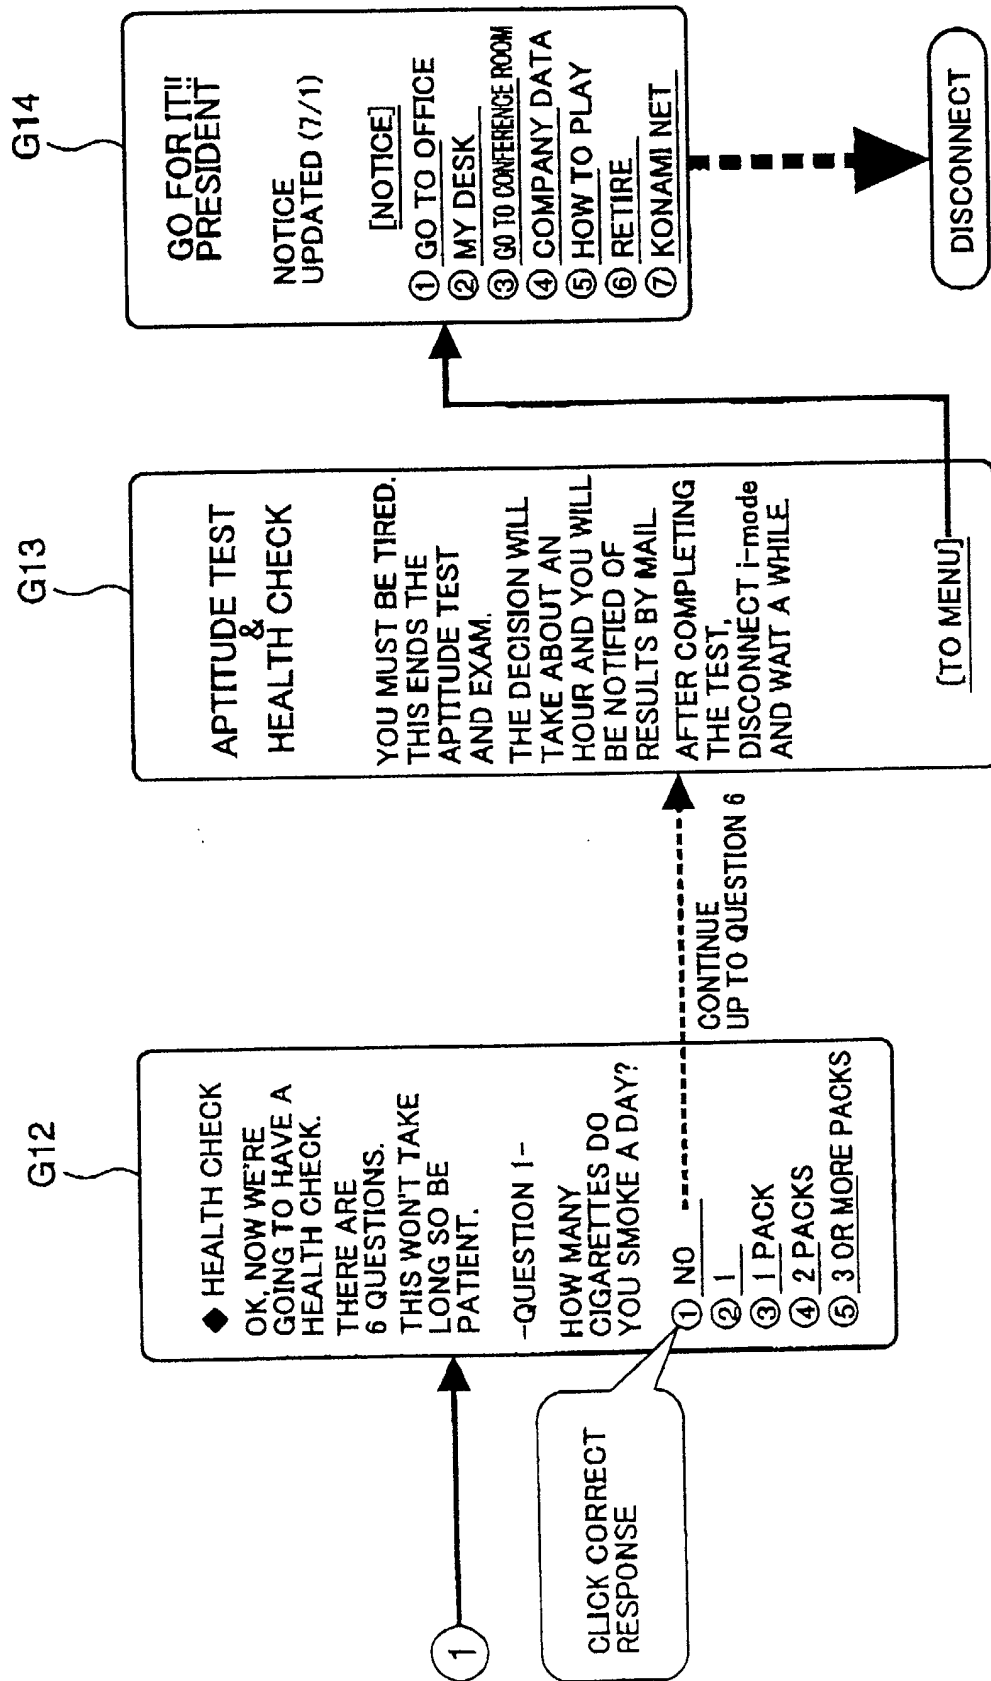 G12
◆ HEALTH CHECK
OK, NOW WE'RE
GOING TO HAVE A
HEALTH CHECK.
THERE ARE
6 QUESTIONS.
THIS WON'T TAKE
LONG SO BE
PATIENT.
-QUESTION 1-
HOW MANY
CIGARETTES DO
YOU SMOKE A DAY?
① NO
② 1
③ 1 PACK
④ 2 PACKS
⑤ 3 OR MORE PACKS
1
CLICK CORRECT
RESPONSE
CONTINUE
UP TO QUESTION 6
G13
APTITUDE TEST
&
HEALTH CHECK
YOU MUST BE TIRED.
THIS ENDS THE
APTITUDE TEST
AND EXAM.
THE DECISION WILL
TAKE ABOUT AN
HOUR AND YOU WILL
BE NOTIFIED OF
RESULTS BY MAIL.
AFTER COMPLETING
THE TEST,
DISCONNECT i-mode
AND WAIT A WHILE.
[TO MENU]
G14
GO FOR IT!!
PRESIDENT
NOTICE
UPDATED (7/1)
[NOTICE]
① GO TO OFFICE
② MY DESK
③ GO TO CONFERENCE ROOM
④ COMPANY DATA
⑤ HOW TO PLAY
⑥ RETIRE
⑦ KONAMI NET
DISCONNECT